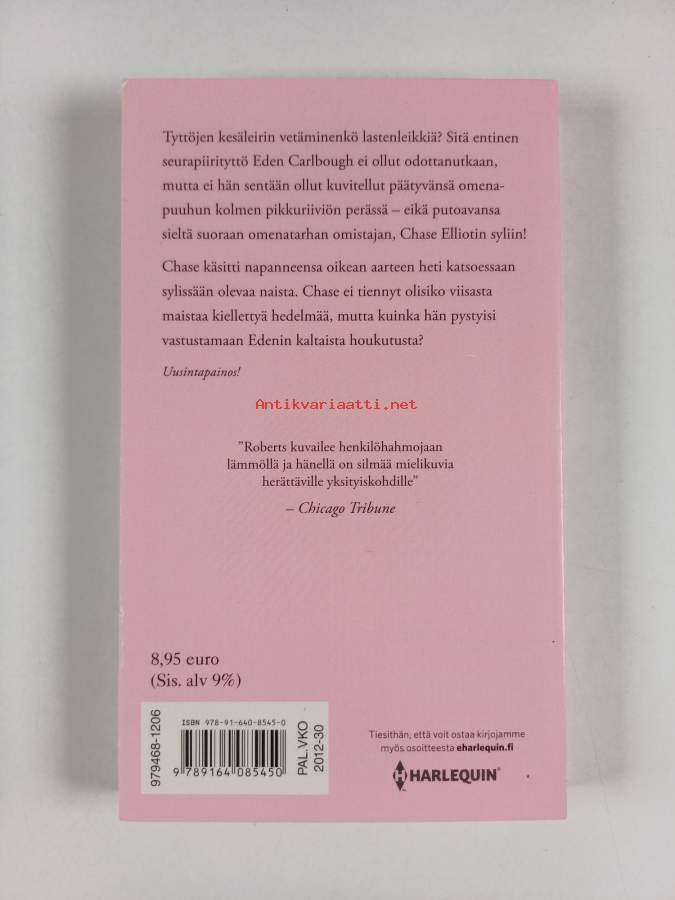 Tyttöjen kesäleirin vetäminenkö lastenleikkiä? Sitä entinen
seurapiirityttö Eden Carlbough ei ollut odottanutkaan,
mutta ei hän sentään ollut kuvitellut päätyvänsä omena-
puuhun kolmen pikkuriiviön perässä – eikä putoavansa
sieltä suoraan omenatarhan omistajan, Chase Elliotin syliin!
Chase käsitti napanneensa oikean aarteen heti katsoessaan
sylissään olevaa naista. Chase ei tiennyt olisiko viisasta
maistaa kiellettyä hedelmää, mutta kuinka hän pystyisi
vastustamaan Edenin kaltaista houkutusta?
Uusintapainos!
Antikvariaatti.net
”Roberts kuvailee henkilöhahmojaan
lämmöllä ja hänellä on silmää mielikuvia
herättäville yksityiskohdille”
– Chicago Tribune
8,95 euro
(Sis. alv 9%)
979468-1206
ISBN 978-91-640-8545-0
9 789164 085450
PAL.VKO
2012-30
Tiesithän, että voit ostaa kirjojamme
myös osoitteesta eharlequin.fi
H HARLEQUIN™